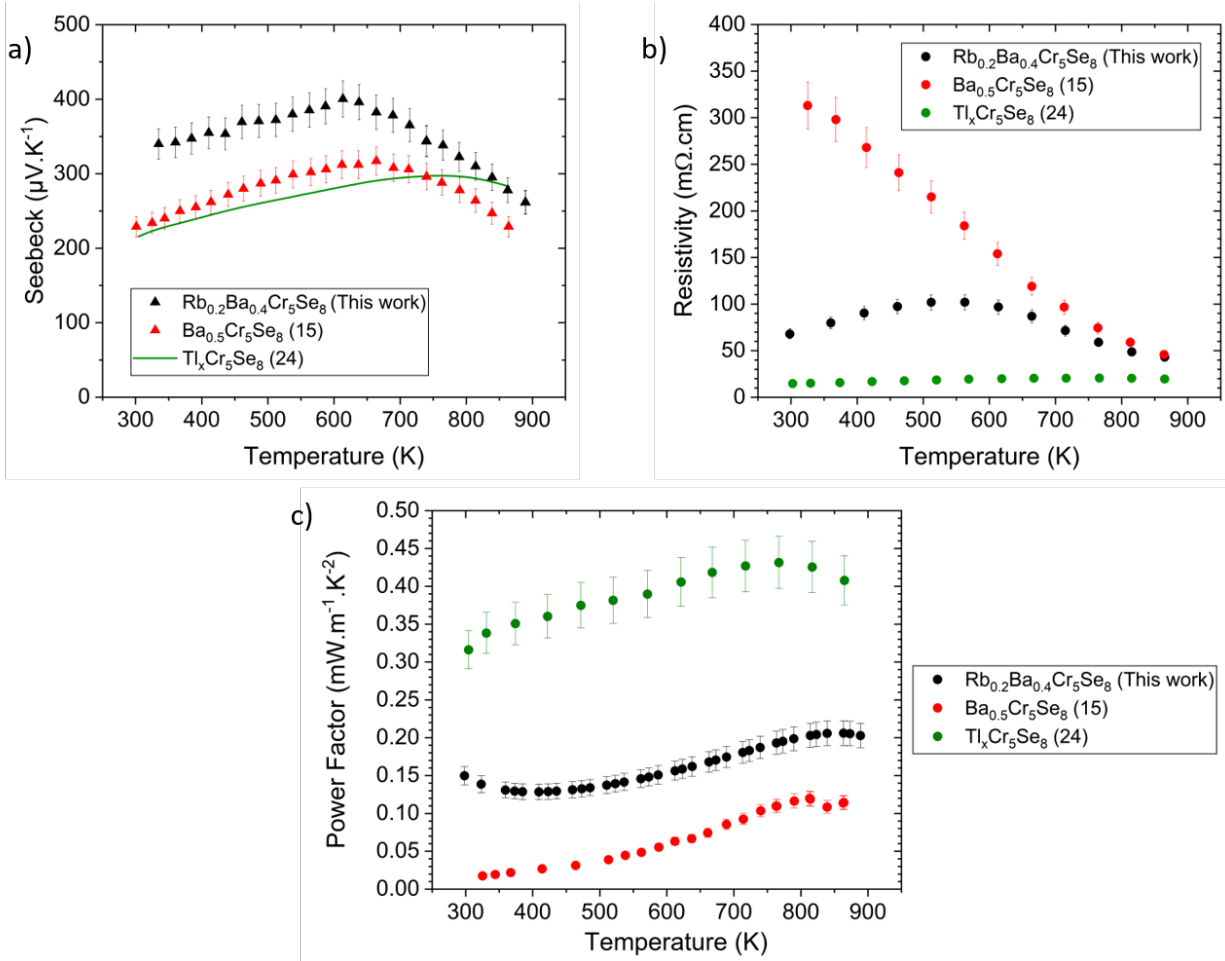 a)
500
400
300
200
100
0
Seebeck (µV.K⁻¹)
Rb₀.₂Ba₀.₄Cr₅Se₈ (This work)
Ba₀.₅Cr₅Se₈ (15)
TlₓCr₅Se₈ (24)
300 400 500 600 700 800 900
Temperature (K)
b)
400
350
300
250
200
150
100
50
0
Resistivity (mΩ.cm)
Rb₀.₂Ba₀.₄Cr₅Se₈ (This work)
Ba₀.₅Cr₅Se₈ (15)
TlₓCr₅Se₈ (24)
300 400 500 600 700 800 900
Temperature (K)
c)
0.50
0.45
0.40
0.35
0.30
0.25
0.20
0.15
0.10
0.05
0.00
Power Factor (mW.m⁻¹.K⁻²)
300 400 500 600 700 800 900
Temperature (K)
Rb₀.₂Ba₀.₄Cr₅Se₈ (This work)
Ba₀.₅Cr₅Se₈ (15)
TlₓCr₅Se₈ (24)